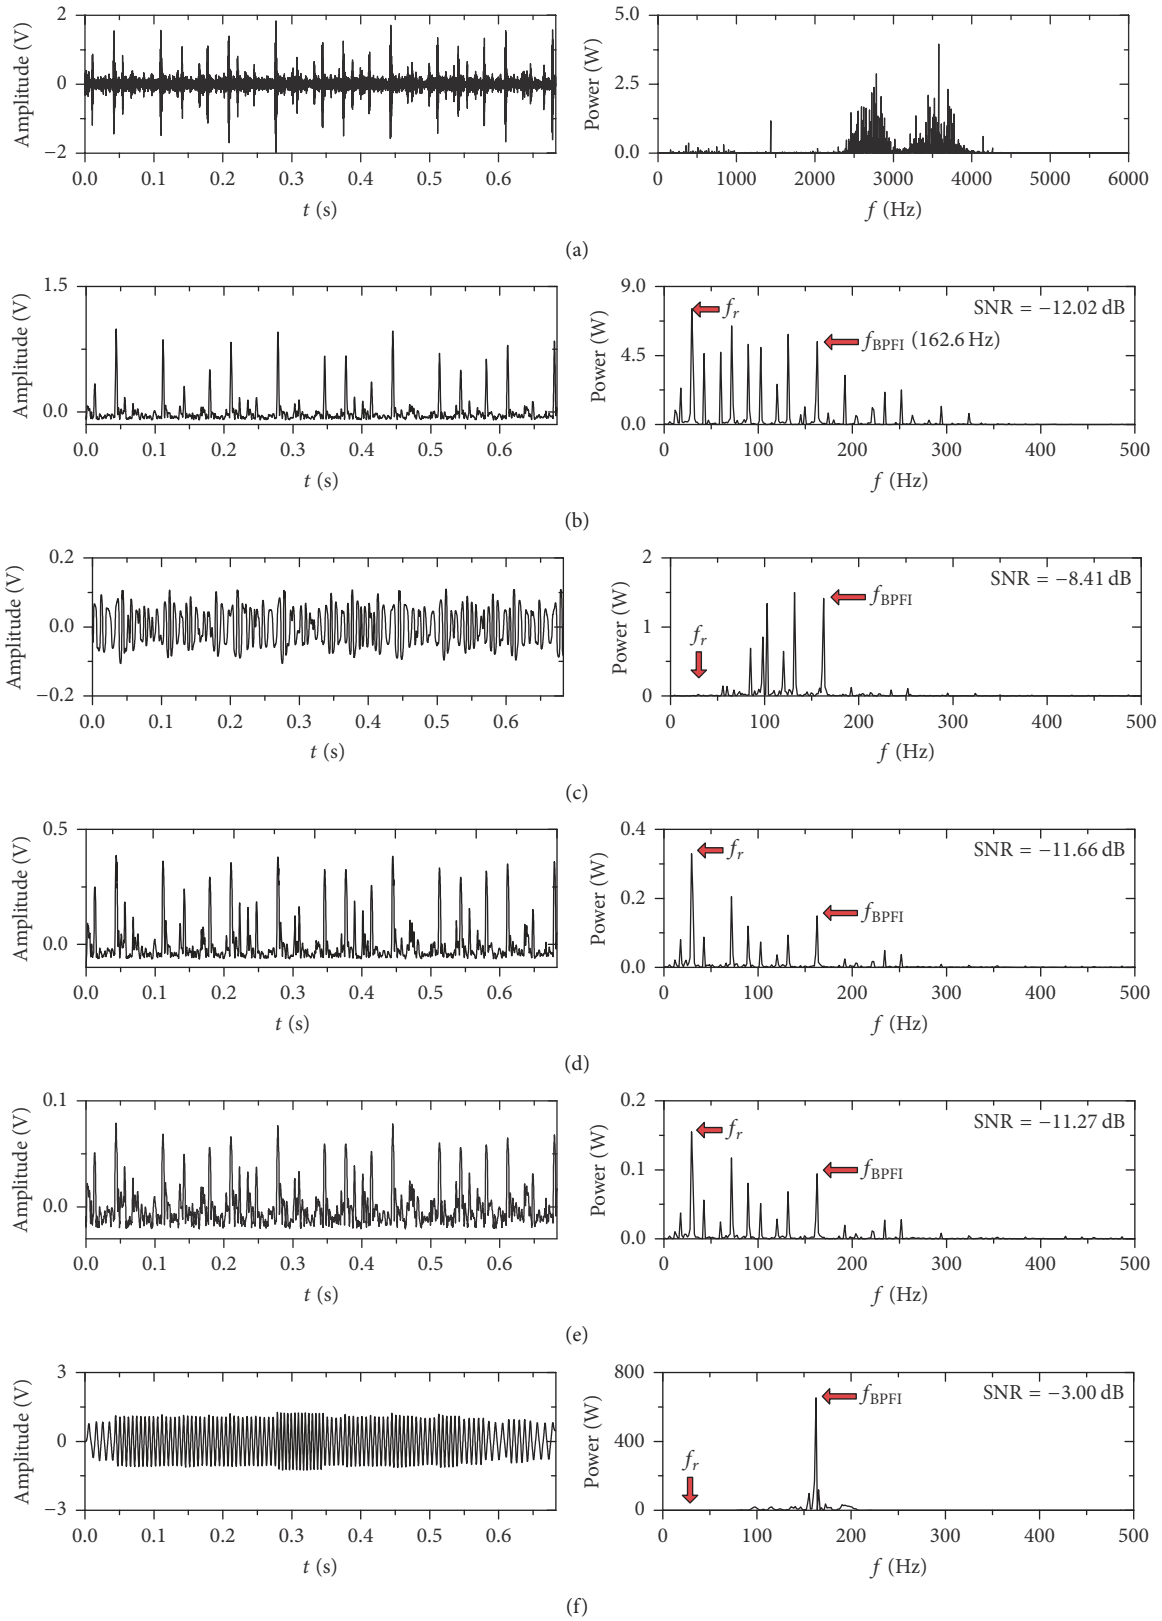 2
0
−2
Amplitude (V)
0.0 0.1 0.2 0.3 0.4 0.5 0.6
t (s)
5.0
2.5
0.0
Power (W)
0 1000 2000 3000 4000 5000 6000
f (Hz)
(a)
1.5
0.0
Amplitude (V)
0.0 0.1 0.2 0.3 0.4 0.5 0.6
t (s)
9.0
4.5
0.0
Power (W)
fr
SNR = −12.02 dB
fBPFI (162.6 Hz)
0 100 200 300 400 500
f (Hz)
(b)
0.2
0.0
−0.2
Amplitude (V)
0.0 0.1 0.2 0.3 0.4 0.5 0.6
t (s)
2
1
0
Power (W)
SNR = −8.41 dB
fBPFI
fr
0 100 200 300 400 500
f (Hz)
(c)
0.5
0.0
Amplitude (V)
0.0 0.1 0.2 0.3 0.4 0.5 0.6
t (s)
0.4
0.2
0.0
Power (W)
fr
SNR = −11.66 dB
fBPFI
0 100 200 300 400 500
f (Hz)
(d)
0.1
0.0
Amplitude (V)
0.0 0.1 0.2 0.3 0.4 0.5 0.6
t (s)
0.2
0.1
0.0
Power (W)
fr
SNR = −11.27 dB
fBPFI
0 100 200 300 400 500
f (Hz)
(e)
3
0
−3
Amplitude (V)
0.0 0.1 0.2 0.3 0.4 0.5 0.6
t (s)
800
400
0
Power (W)
fBPFI
SNR = −3.00 dB
fr
0 100 200 300 400 500
f (Hz)
(f)